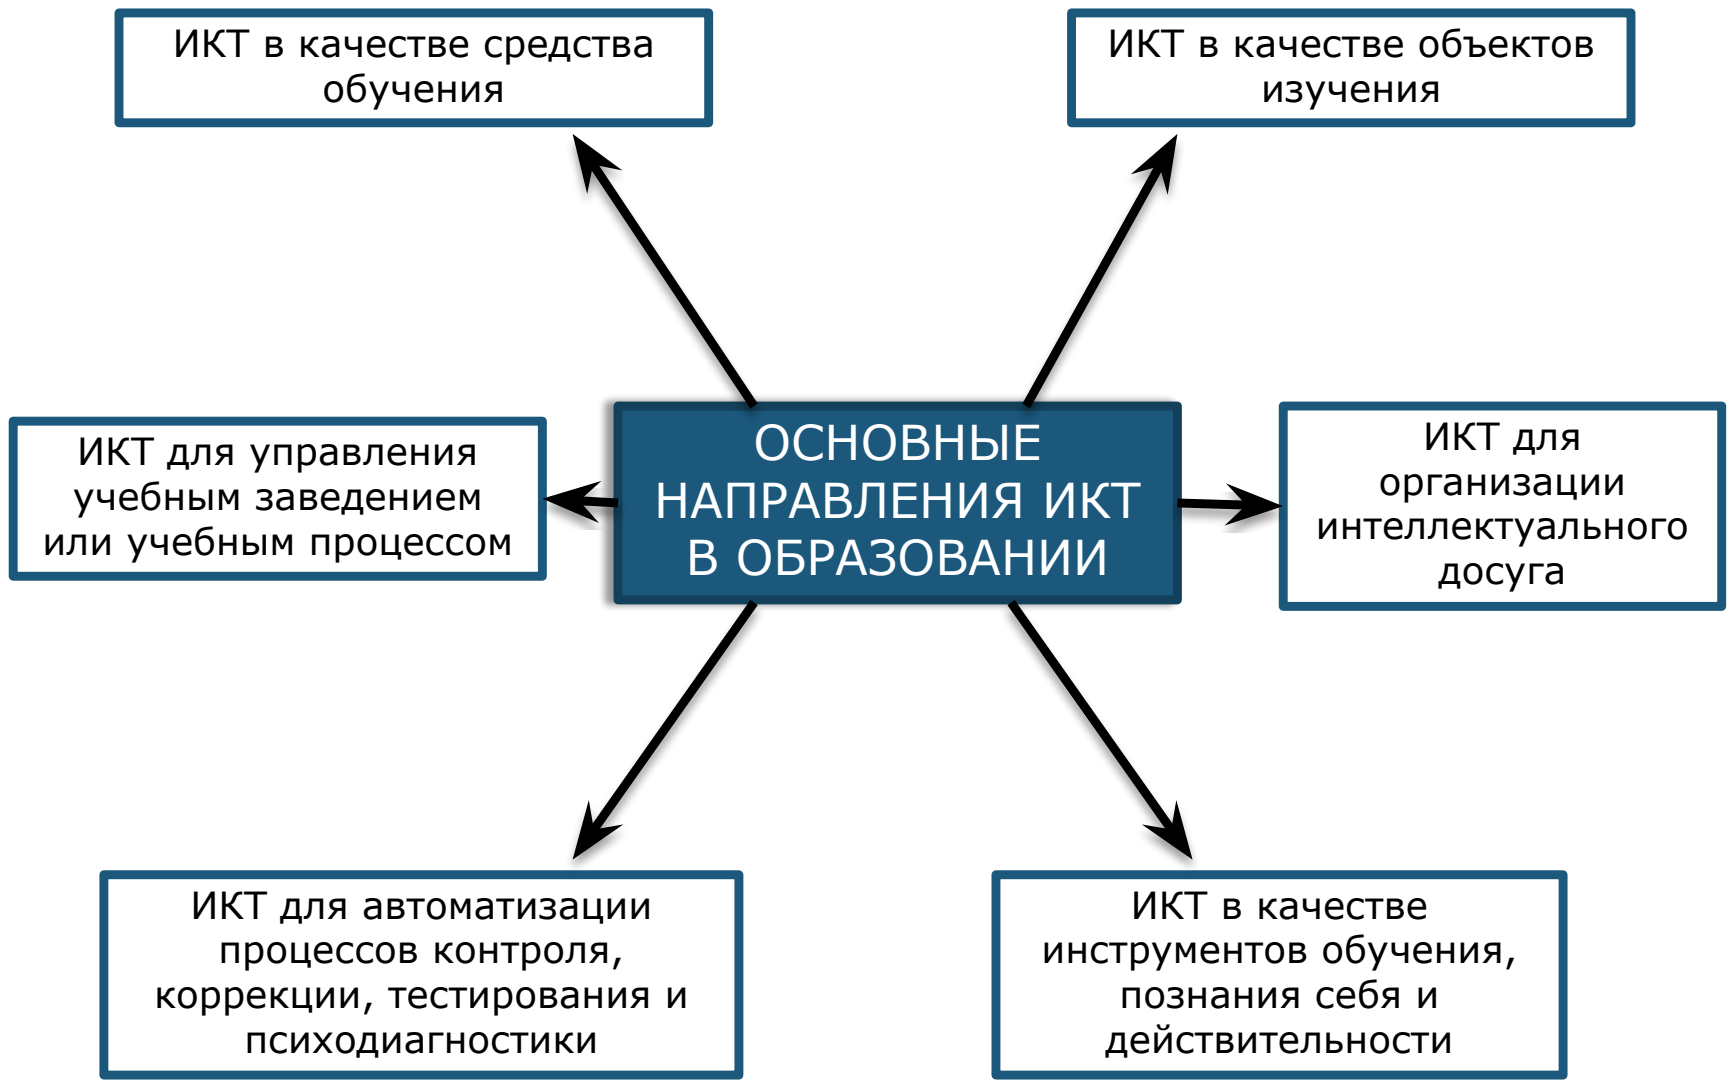 ИКТ в качестве средства
обучения
ИКТ в качестве объектов
изучения
ИКТ для управления
учебным заведением
или учебным процессом
ОСНОВНЫЕ
НАПРАВЛЕНИЯ ИКТ
В ОБРАЗОВАНИИ
ИКТ для
организации
интеллектуального
досуга
ИКТ для автоматизации
процессов контроля,
коррекции, тестирования и
психодиагностики
ИКТ в качестве
инструментов обучения,
познания себя и
действительности